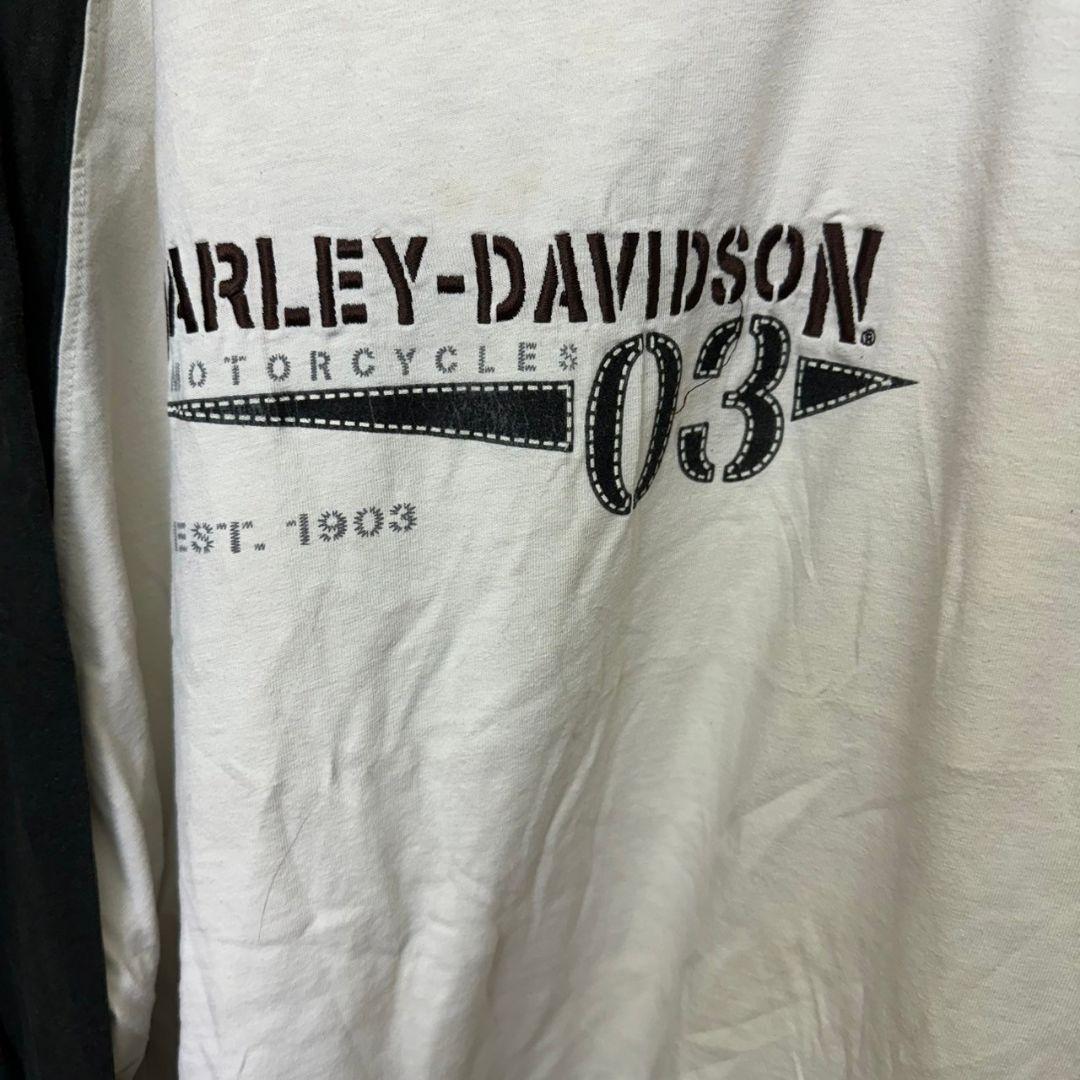 ARLEY-DAVIDSON®
MOTORCYCLES
03
EST. 1903